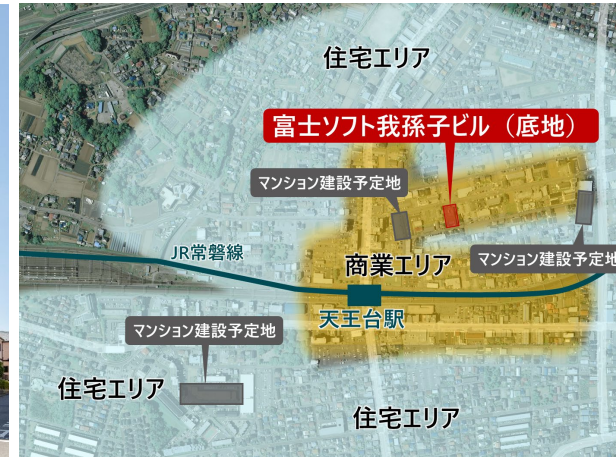 住宅エリア
富士ソフト我孫子ビル（底地）
マンション建設予定地
JR常磐線
商業エリア
マンション建設予定地
天王台駅
マンション建設予定地
住宅エリア
住宅エリア